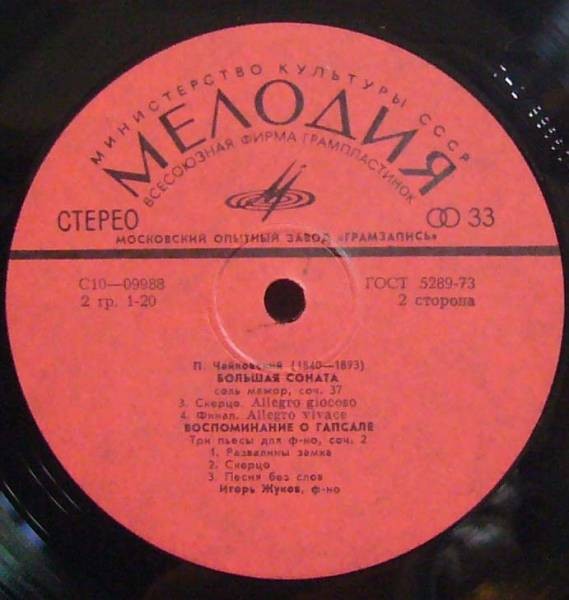 МИНИСТЕРСТВО КУЛЬТУРЫ СССР
МЕЛОДИЯ
ВСЕСОЮЗНАЯ ФИРМА ГРАМПЛАСТИНОК
СТЕРЕО 33
МОСКОВСКИЙ ОПЫТНЫЙ ЗАВОД «ГРАМЗАПИСЬ»
С10—09988 ГОСТ 5289-73
2 гр. 1-20 2 сторона
П. Чайковский (1840—1893)
БОЛЬШАЯ СОНАТА
соль мажор, соч. 37
3. Скерцо. Allegro giocoso
4. Финал. Allegro vivace
ВОСПОМИНАНИЕ О ГАПСАЛЕ
Три пьесы для ф-но, соч. 2
1. Развалины замка
2. Скерцо
3. Песня без слов
Игорь Жуков, ф-но